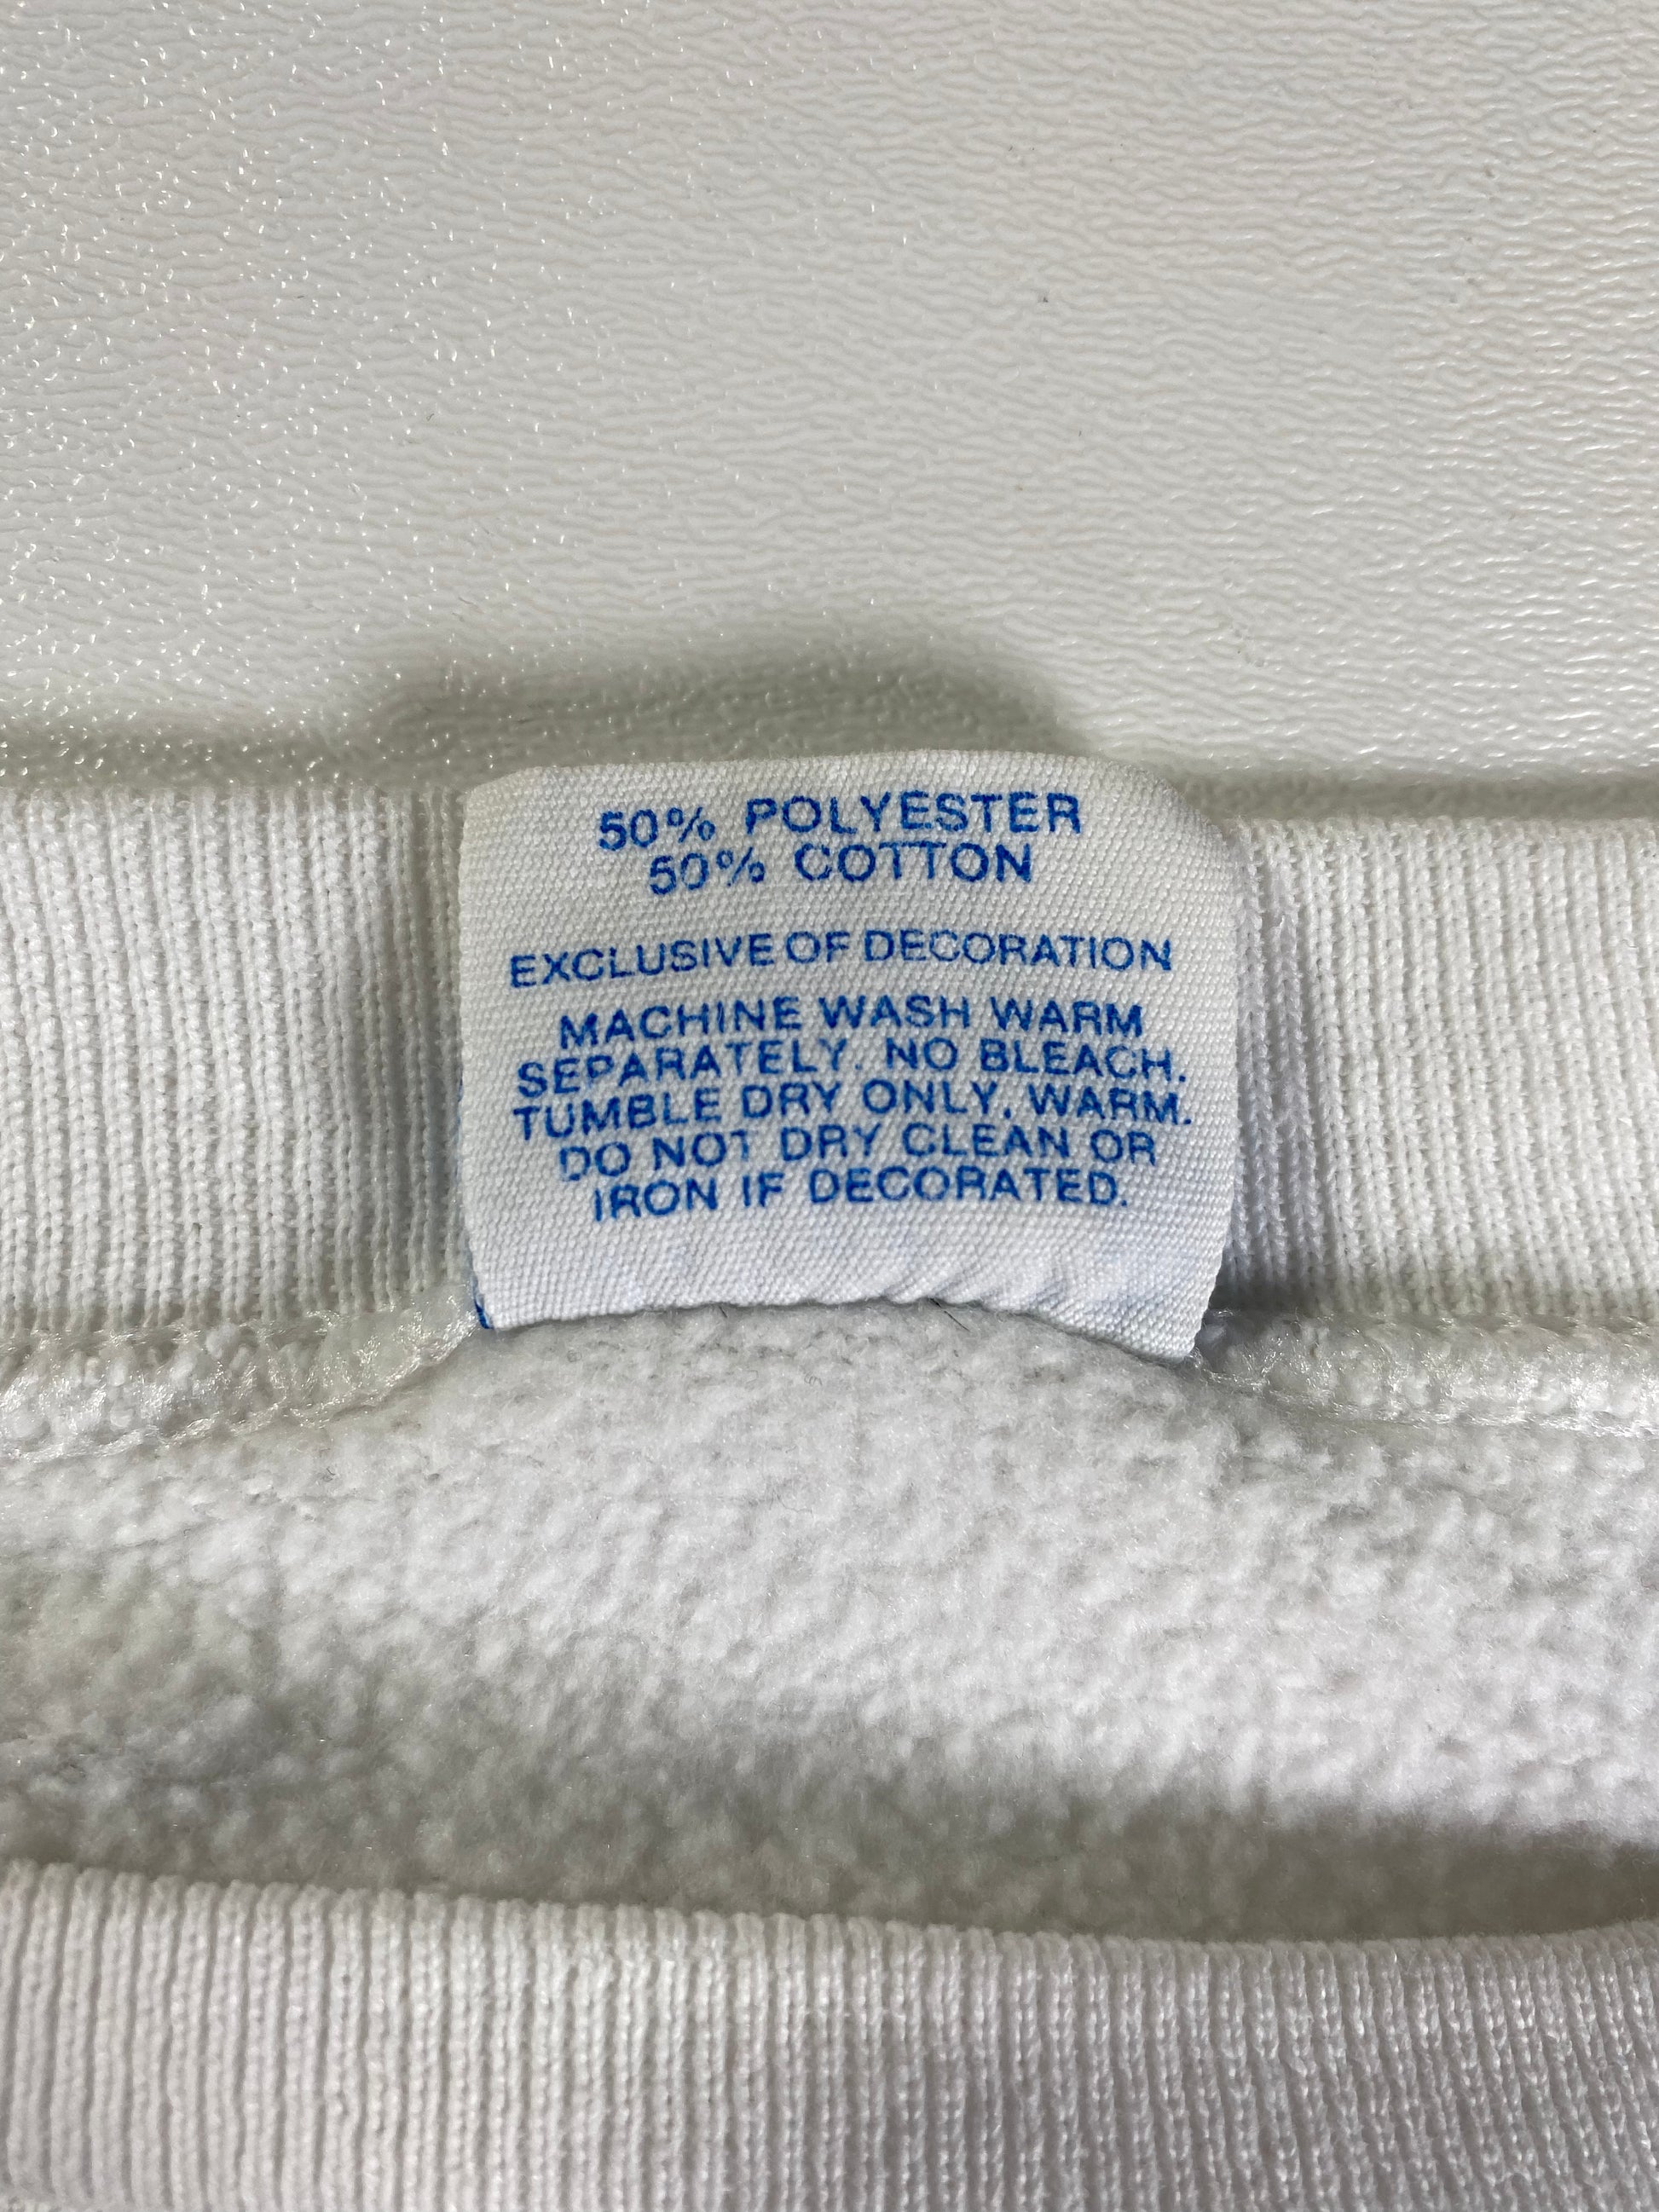 50% POLYESTER
50% COTTON
EXCLUSIVE OF DECORATION
MACHINE WASH WARM
SEPARATELY. NO BLEACH.
TUMBLE DRY ONLY, WARM.
DO NOT DRY CLEAN OR
IRON IF DECORATED.